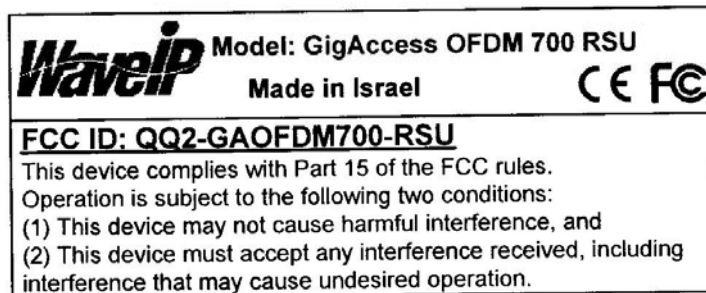 WaveIP
Model: GigAccess OFDM 700 RSU
Made in Israel
CE FC
FCC ID: QQ2-GAOFDM700-RSU
This device complies with Part 15 of the FCC rules.
Operation is subject to the following two conditions:
(1) This device may not cause harmful interference, and
(2) This device must accept any interference received, including
interference that may cause undesired operation.